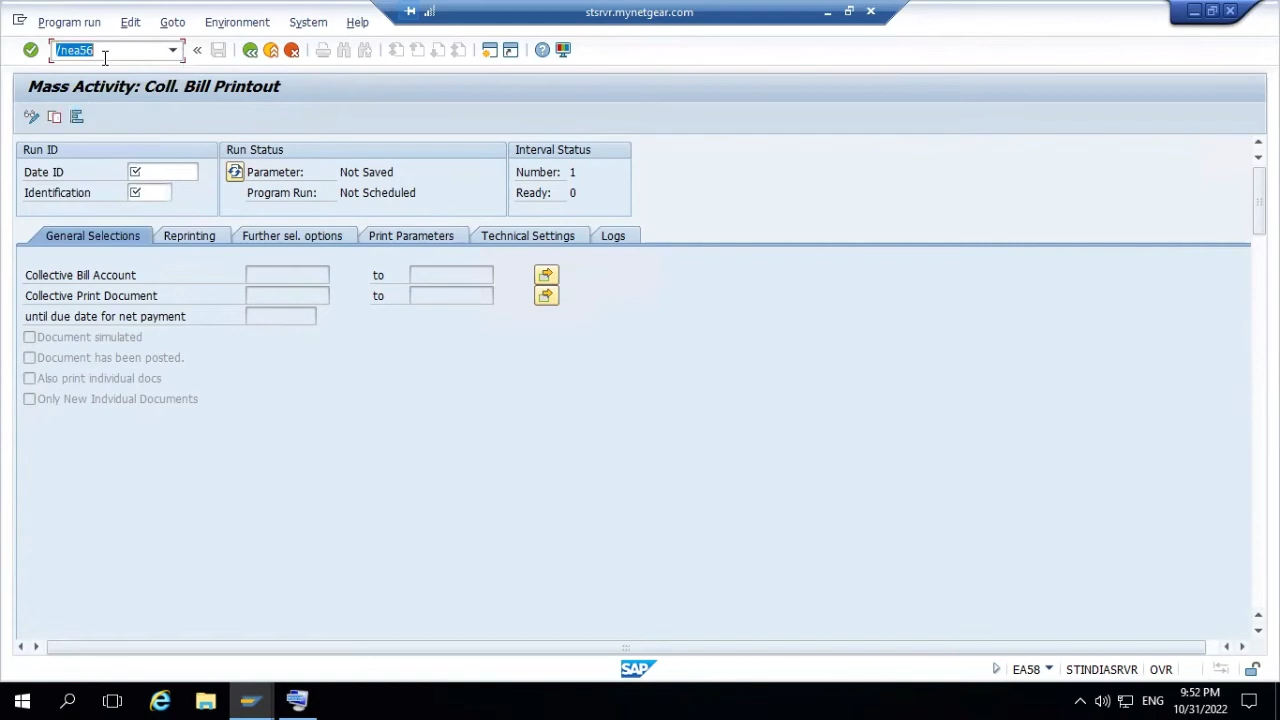 stsrvr.mynetgear.com
Program run Edit Goto Environment System Help
/nea56
Mass Activity: Coll. Bill Printout
Run ID Run Status Interval Status
Date ID Parameter: Not Saved Number: 1
Identification Program Run: Not Scheduled Ready: 0
General Selections Reprinting Further sel. options Print Parameters Technical Settings Logs
Collective Bill Account to
Collective Print Document to
until due date for net payment
Document simulated
Document has been posted.
Also print individual docs
Only New Indvidual Documents
SAP
EA58 STINDIASRVR OVR
ENG 9:52 PM
10/31/2022